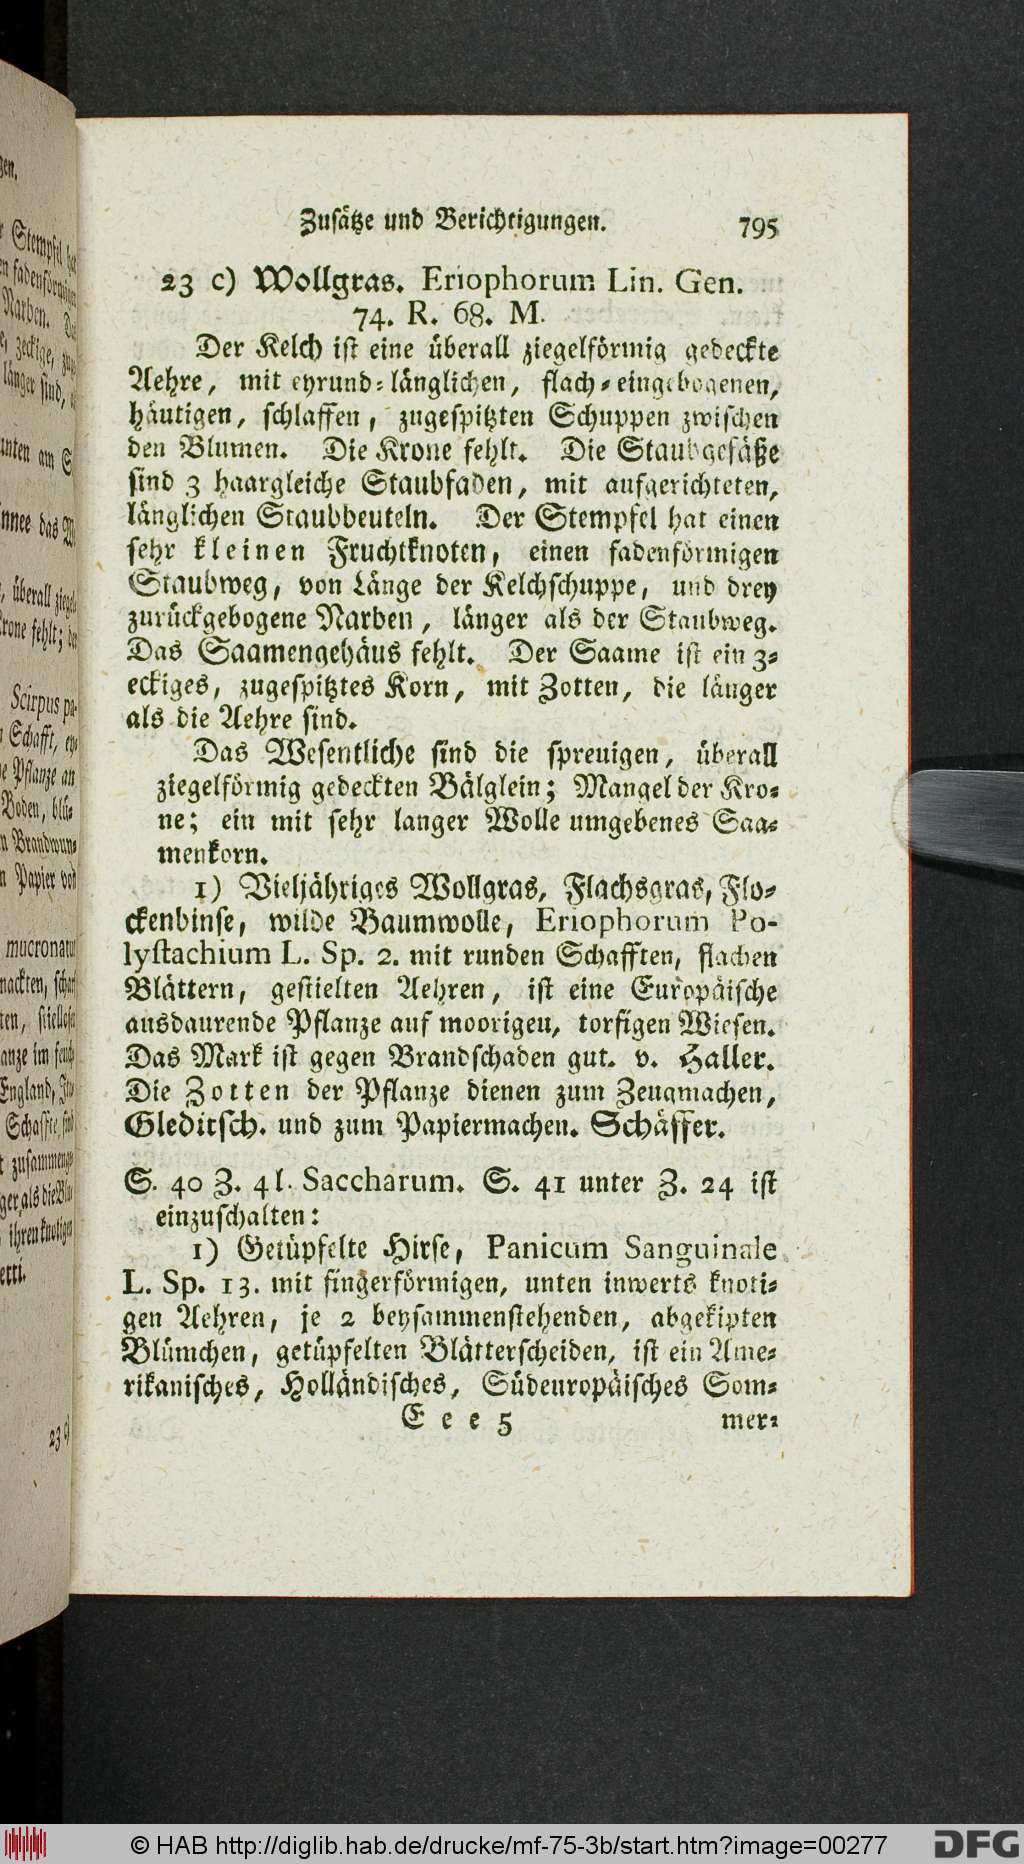 Zusätze und Berichtigungen. 795
23 c) Wollgras. Eriophorum Lin. Gen.
74. R. 68. M.
Der Kelch ist eine überall ziegelförmig gedeckte
Aehre, mit eyrund-länglichen, flach-eingebogenen,
häutigen, schlaffen, zugespitzten Schuppen zwischen
den Blumen. Die Krone fehlt. Die Staubgefäße
sind 3 haargleiche Staubfaden, mit aufgerichteten,
länglichen Staubbeuteln. Der Stempfel hat einen
sehr kleinen Fruchtknoten, einen fadenförmigen
Staubweg, von Länge der Kelchschuppe, und drey
zurückgebogene Narben, länger als der Staubweg.
Das Saamengehäus fehlt. Der Saame ist ein 3-
eckiges, zugespitztes Korn, mit Zotten, die länger
als die Aehre sind.
Das Wesentliche sind die spreuigen, überall
ziegelförmig gedeckten Bälglein; Mangel der Kro-
ne; ein mit sehr langer Wolle umgebenes Saa-
menkorn.
1) Vieljähriges Wollgras, Flachsgras, Flo-
ckenbinse, wilde Baumwolle, Eriophorum Po-
lystachium L. Sp. 2. mit runden Schafften, flachen
Blättern, gestielten Aehren, ist eine Europäische
ausdaurende Pflanze auf moorigen, torfigen Wiesen.
Das Mark ist gegen Brandschaden gut. v. Haller.
Die Zotten der Pflanze dienen zum Zeugmachen,
Gleditsch. und zum Papiermachen. Schäffer.
S. 40 Z. 4 l. Saccharum. S. 41 unter Z. 24 ist
einzuschalten:
1) Getüpfelte Hirse, Panicum Sanguinale
L. Sp. 13. mit fingerförmigen, unten inwerts knoti-
gen Aehren, je 2 beysammenstehenden, abgekipten
Blümchen, getüpfelten Blätterscheiden, ist ein Ame-
rikanisches, Holländisches, Südeuropäisches Som-
E e e 5 mer-
© HAB http://diglib.hab.de/drucke/mf-75-3b/start.htm?image=00277 DFG